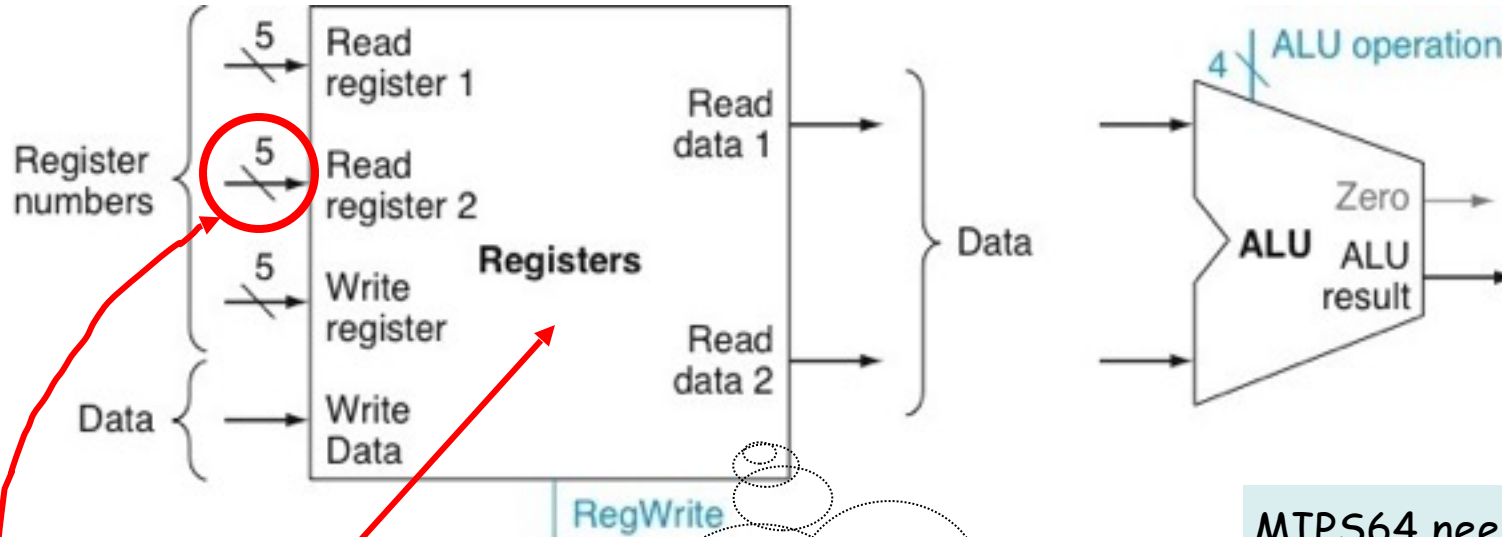 Register
numbers
Data
5
5
5
Read
register 1
Read
register 2
Write
register
Write
Data
Registers
Read
data 1
Read
data 2
RegWrite
Data
4
ALU operation
Zero
ALU
ALU
result
MIPS64